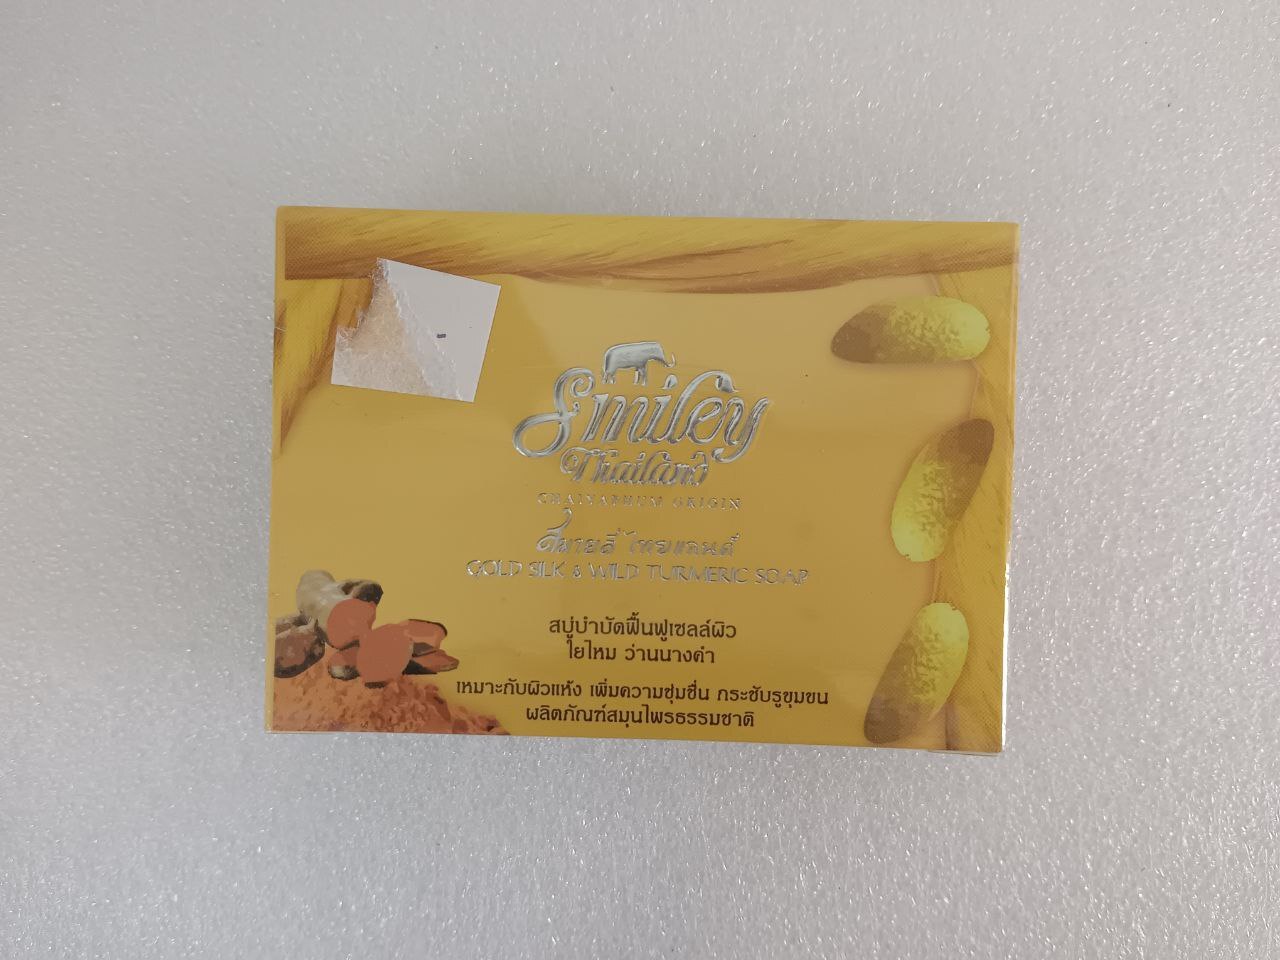 Smiley
Thailand
CHAIYAPHUM ORIGIN
สมายลี่ ไทยแลนด์
GOLD SILK & WILD TURMERIC SOAP
สบู่บำบัดฟื้นฟูเซลล์ผิว
ใยไหม ว่านนางคำ
เหมาะกับผิวแห้ง เพิ่มความชุ่มชื่น กระชับรูขุมขน
ผลิตภัณฑ์สมุนไพรธรรมชาติ